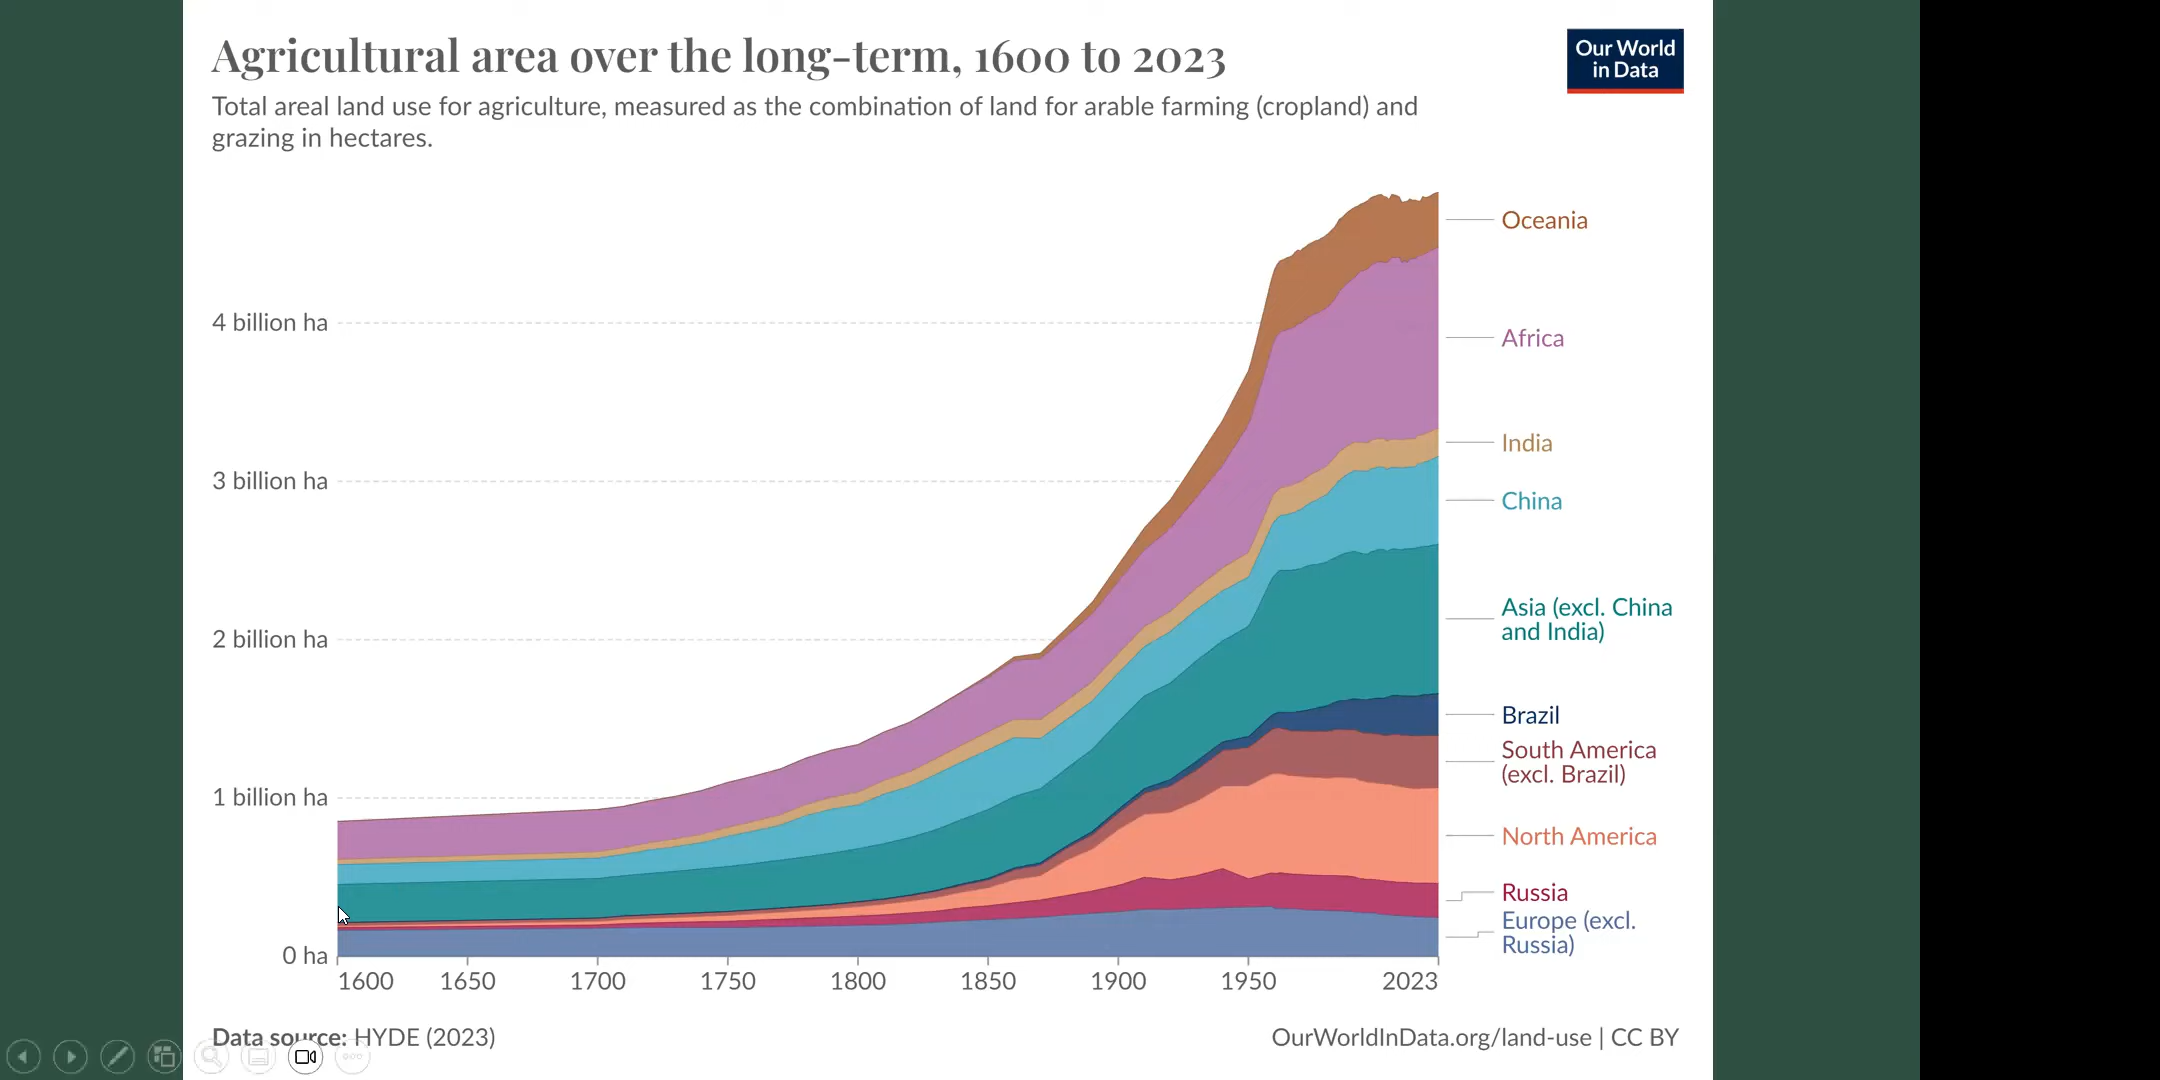 Agricultural area over the long-term, 1600 to 2023
Our World
in Data
Total areal land use for agriculture, measured as the combination of land for arable farming (cropland) and
grazing in hectares.
Oceania
4 billion ha
Africa
India
3 billion ha
China
Asia (excl. China
and India)
2 billion ha
Brazil
South America
(excl. Brazil)
1 billion ha
North America
Russia
Europe (excl.
Russia)
0 ha
1600 1650 1700 1750 1800 1850 1900 1950 2023
Data source: HYDE (2023)
OurWorldInData.org/land-use | CC BY